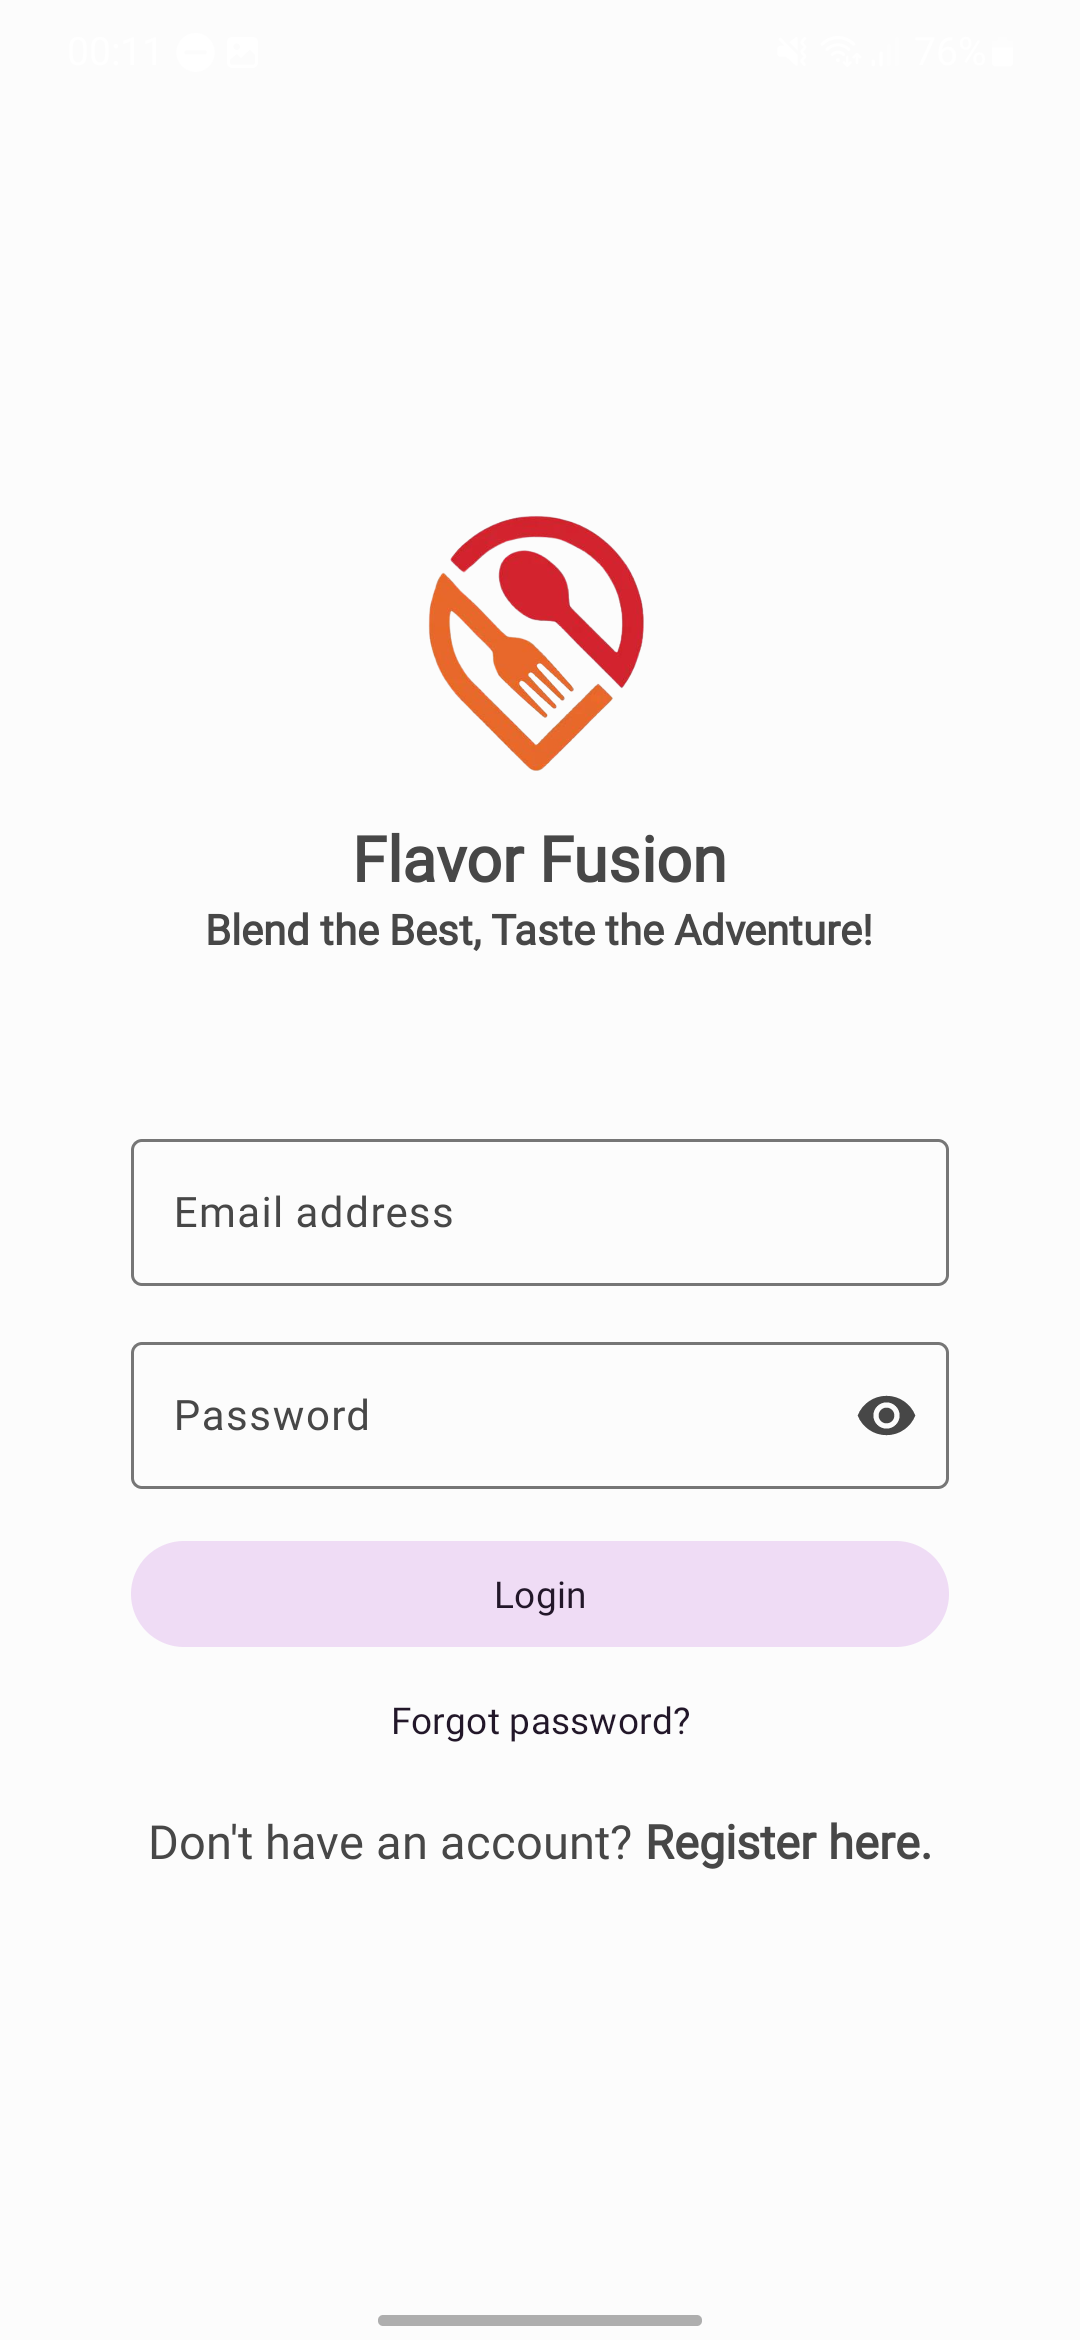 00:11 76%
Flavor Fusion
Blend the Best, Taste the Adventure!
Email address
Password
Login
Forgot password?
Don't have an account? Register here.